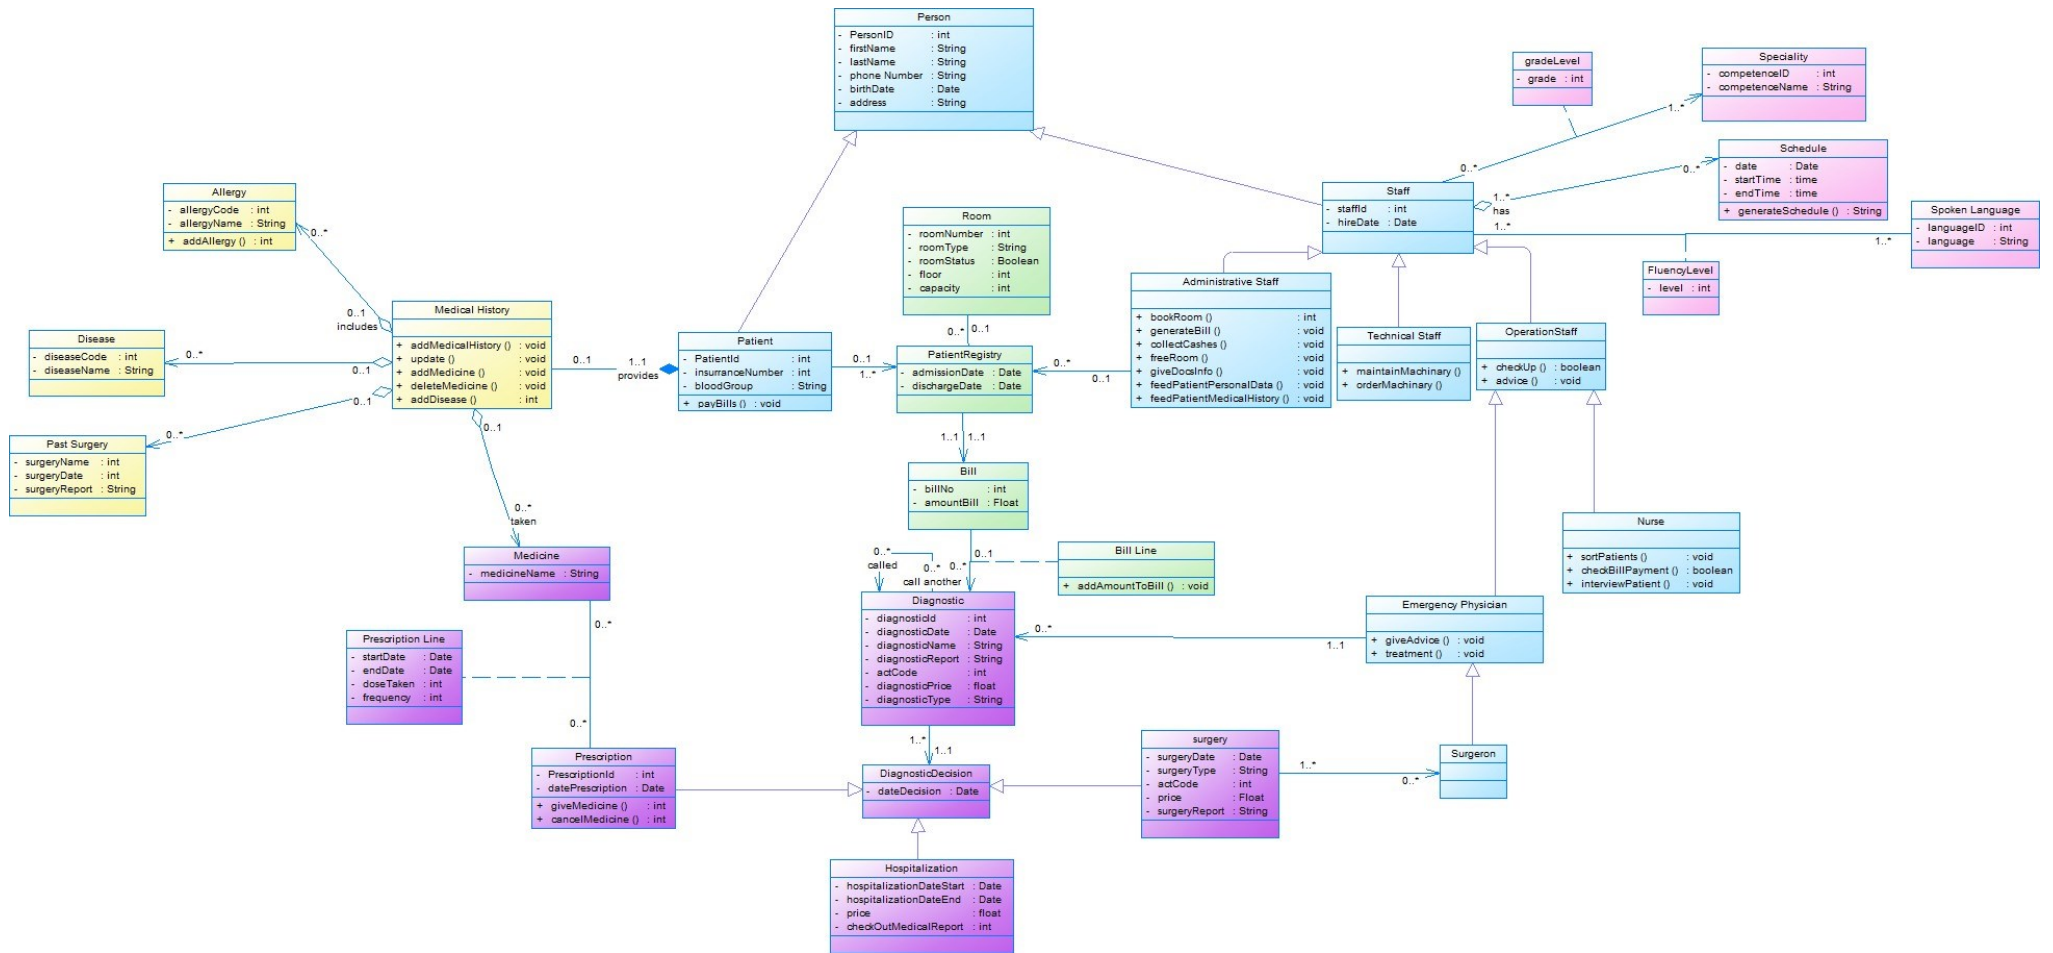 Person
- PersonID : int
- firstName : String
- lastName : String
- phone Number : String
- birthDate : Date
- address : String
gradeLevel
- grade : int
Speciality
- competenceID : int
- competenceName : String
1..*
0..*
Schedule
- date : Date
- startTime : time
- endTime : time
+ generateSchedule () : String
0..*
1..*
has
Staff
- staffId : int
- hireDate : Date
1..*
1..*
Spoken Language
- languageID : int
- language : String
FluencyLevel
- level : int
Allergy
- allergyCode : int
- allergyName : String
+ addAllergy () : int
0..*
0..1
includes
Room
- roomNumber : int
- roomType : String
- roomStatus : Boolean
- floor : int
- capacity : int
0..* 0..1
Administrative Staff
+ bookRoom () : int
+ generateBill () : void
+ collectCashes () : void
+ freeRoom () : void
+ giveDocsInfo () : void
+ feedPatientPersonalData () : void
+ feedPatientMedicalHistory () : void
Technical Staff
+ maintainMachinary ()
+ orderMachinary ()
OperationStaff
+ checkUp () : boolean
+ advice () : void
Medical History
+ addMedicalHistory () : void
+ update () : void
+ addMedicine () : void
+ deleteMedicine () : void
+ addDisease () : int
Disease
- diseaseCode : int
- diseaseName : String
0..*
0..1
0..1
0..*
0..1
1..1
provides
Patient
- PatientId : int
- insurranceNumber : int
- bloodGroup : String
+ payBills () : void
0..1
1..*
PatientRegistry
- admissionDate : Date
- dischargeDate : Date
0..*
0..1
Past Surgery
- surgeryName : int
- surgeryDate : int
- surgeryReport : String
0..1
0..*
taken
1..1 1..1
Bill
- billNo : int
- amountBill : Float
Nurse
+ sortPatients () : void
+ checkBillPayment () : boolean
+ interviewPatient () : void
Medicine
- medicineName : String
0..*
called
0..*
call another
0..1
0..*
Bill Line
+ addAmountToBill () : void
Diagnostic
- diagnosticId : int
- diagnosticDate : Date
- diagnosticName : String
- diagnosticReport : String
- actCode : int
- diagnosticPrice : float
- diagnosticType : String
0..*
1..1
Emergency Physician
+ giveAdvice () : void
+ treatment () : void
0..*
Prescription Line
- startDate : Date
- endDate : Date
- doseTaken : int
- frequency : int
0..*
Prescription
- PrescriptionId : int
- datePrescription : Date
+ giveMedicine () : int
+ cancelMedicine () : int
1..*
1..1
DiagnosticDecision
- dateDecision : Date
surgery
- surgeryDate : Date
- surgeryType : String
- actCode : int
- price : Float
- surgeryReport : String
1..*
0..*
Surgeron
Hospitalization
- hospitalizationDateStart : Date
- hospitalizationDateEnd : Date
- price : float
- checkOutMedicalReport : int